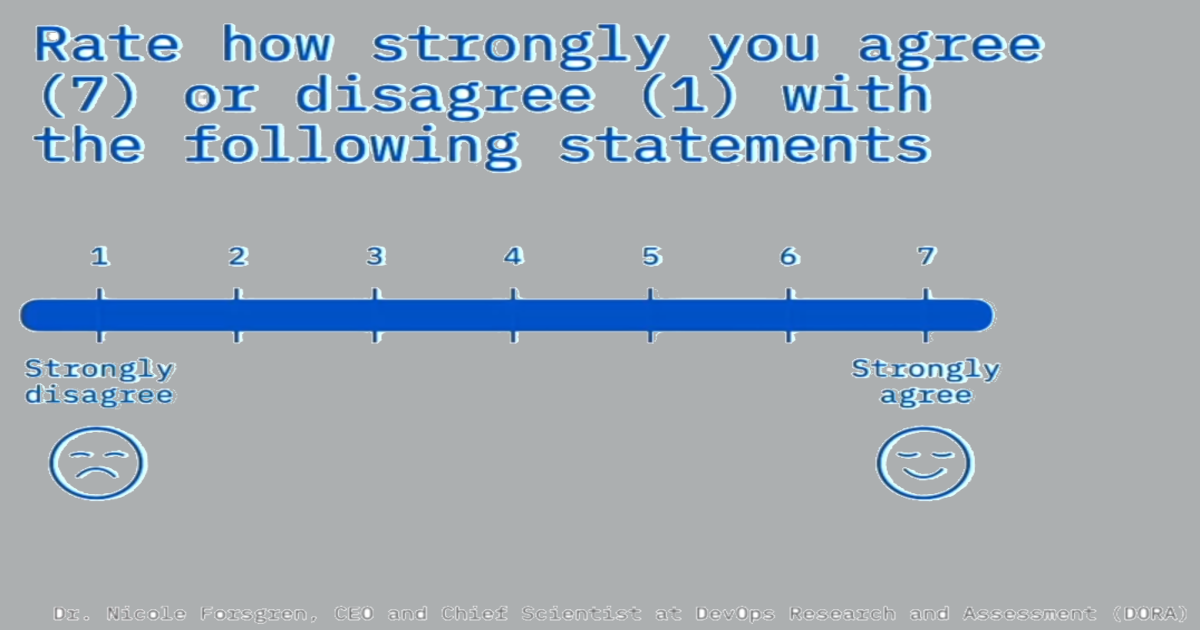 Rate how strongly you agree
(7) or disagree (1) with
the following statements
1 2 3 4 5 6 7
Strongly
disagree
Strongly
agree
Dr. Nicole Forsgren, CEO and Chief Scientist at DevOps Research and Assessment (DORA)